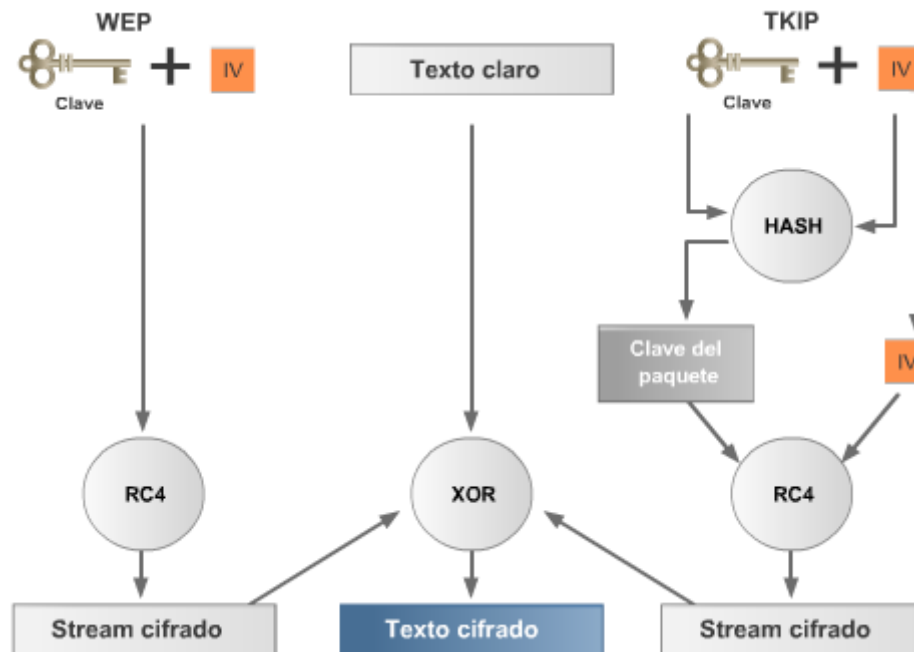 WEP
TKIP
IV
Texto claro
IV
Clave
Clave
HASH
Clave del
paquete
IV
RC4
XOR
RC4
Stream cifrado
Texto cifrado
Stream cifrado